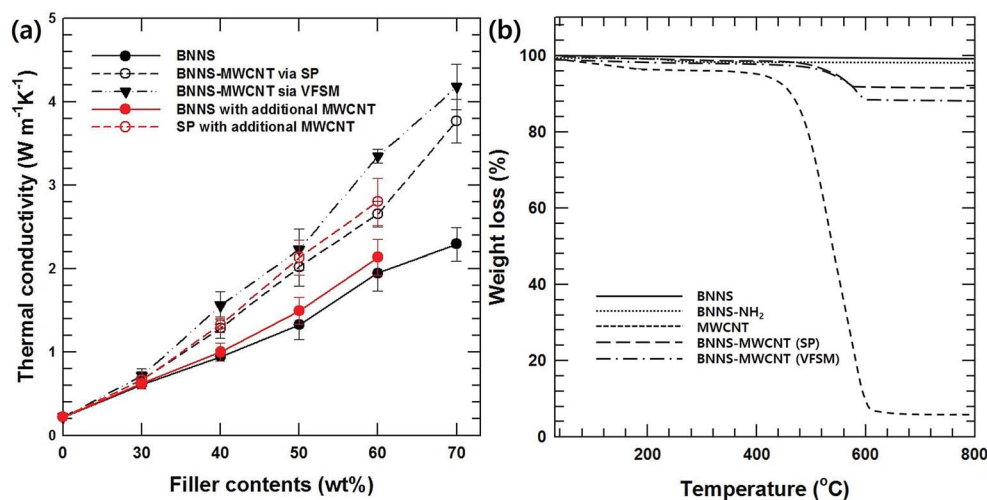 (a)
5
4
3
2
1
0
Thermal conductivity (W m⁻¹K⁻¹)
BNNS
BNNS-MWCNT via SP
BNNS-MWCNT sia VFSM
BNNS with additional MWCNT
SP with additional MWCNT
0 30 40 50 60 70
Filler contents (wt%)
(b)
100
80
60
40
20
0
Weight loss (%)
BNNS
BNNS-NH₂
MWCNT
BNNS-MWCNT (SP)
BNNS-MWCNT (VFSM)
200 400 600 800
Temperature (°C)